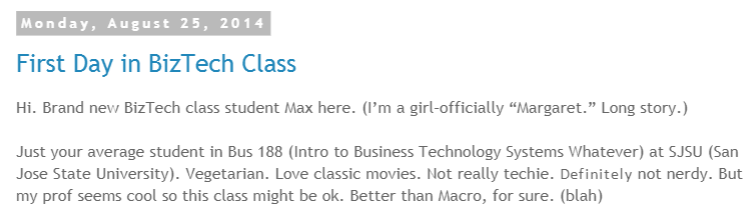 Monday, August 25, 2014
First Day in BizTech Class
Hi. Brand new BizTech class student Max here. (I’m a girl-officially “Margaret.” Long story.)
Just your average student in Bus 188 (Intro to Business Technology Systems Whatever) at SJSU (San
Jose State University). Vegetarian. Love classic movies. Not really techie. Definitely not nerdy. But
my prof seems cool so this class might be ok. Better than Macro, for sure. (blah)